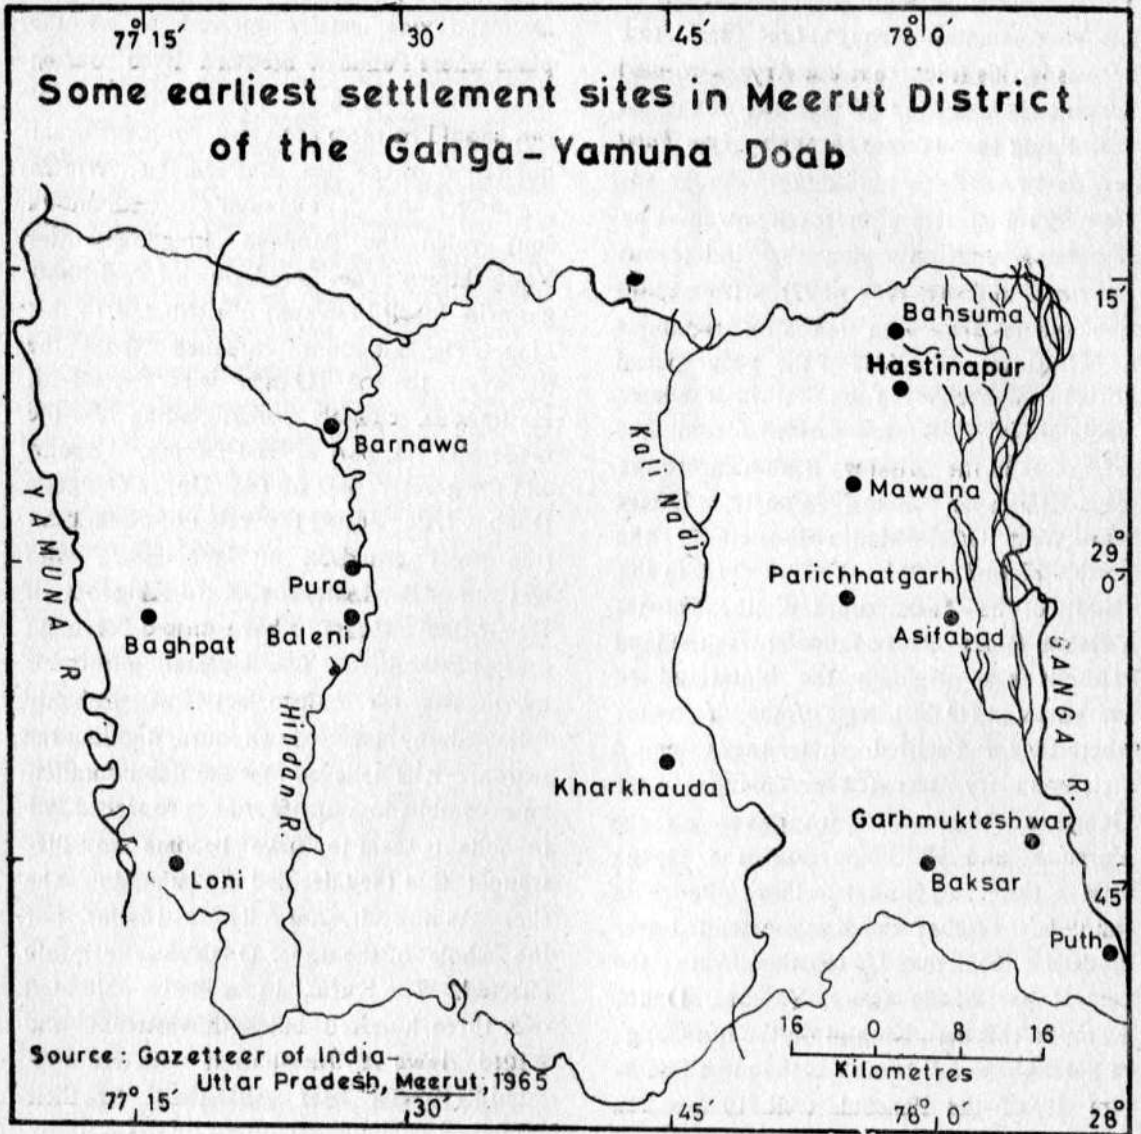 77° 15'
30'
45'
78° 0'
Some earliest settlement sites in Meerut District
of the Ganga-Yamuna Doab
15'
Bahsuma
Hastinapur
Barnawa
Kali Nadi
Mawana
YAMUNA R.
29
0'
Pura
Parichhatgarh
Baghpat
Baleni
Asifabad
GANGA R.
Hindan R.
Kharkhauda
Garhmukteshwar
Loni
Baksar
45'
Puth
16 0 8 16
Kilometres
Source: Gazetteer of India-
Uttar Pradesh, Meerut, 1965
77° 15'
30'
45'
78° 0'
28°